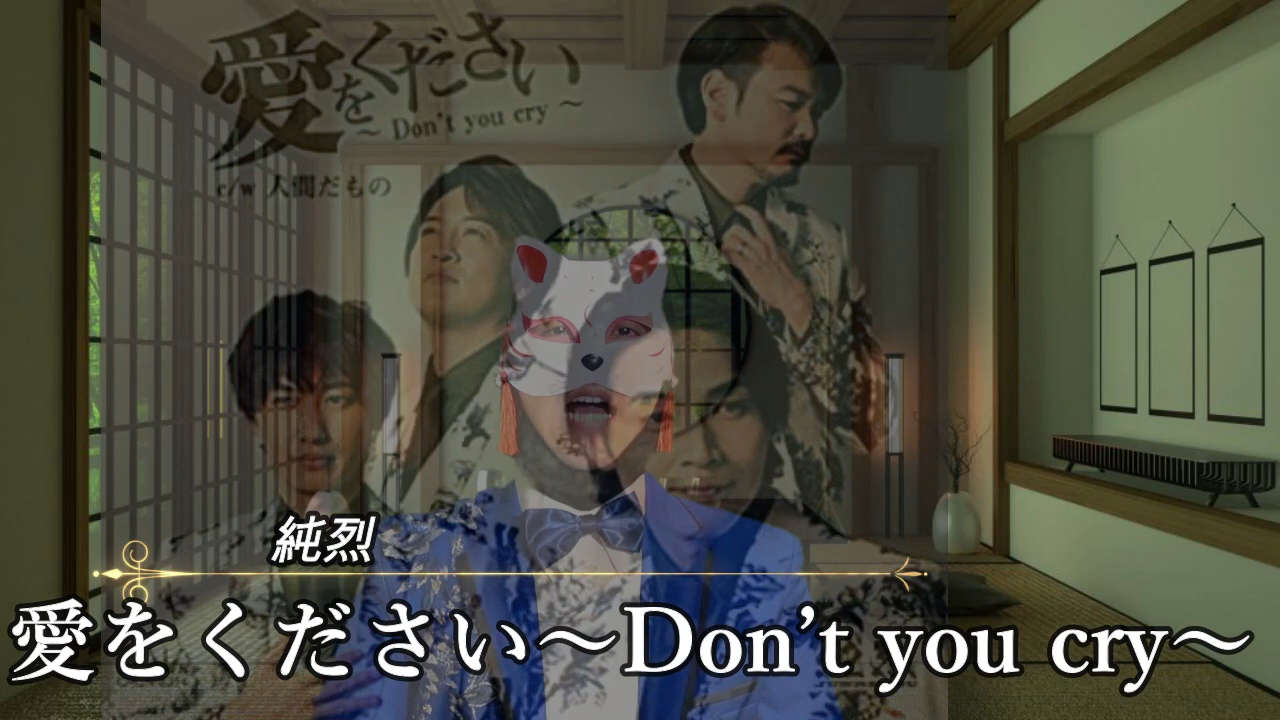 愛をください
～ Don't you cry ～
c/w 人間だもの
純烈
愛をください～Don’t you cry～